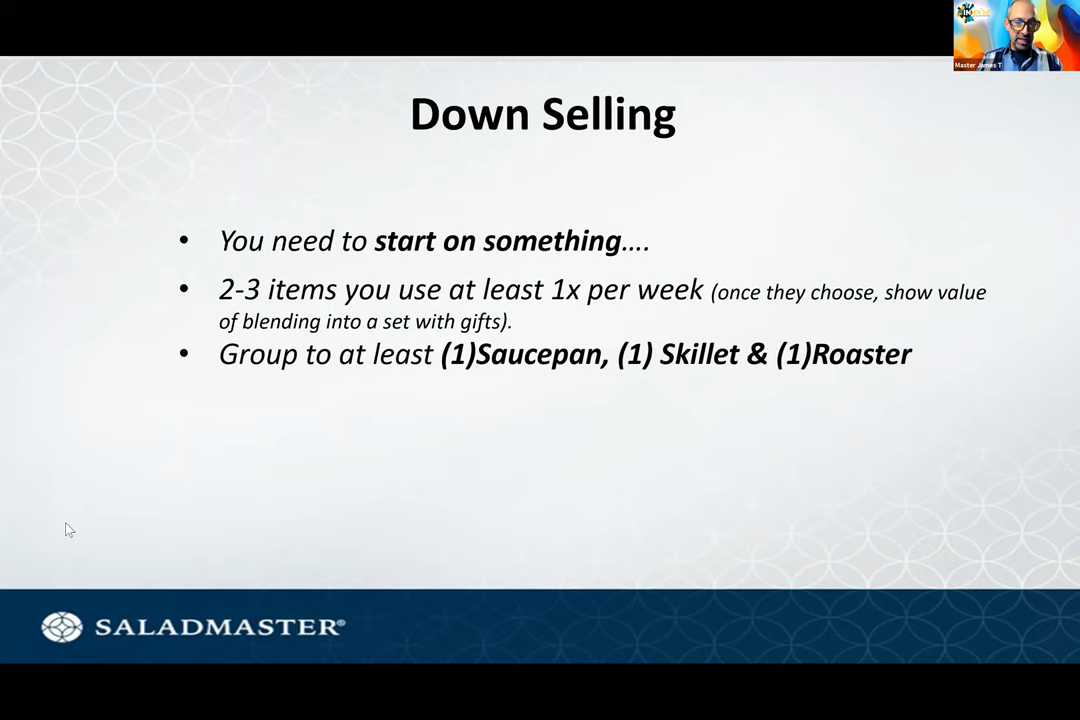 Master James T
Down Selling
• You need to start on something....
• 2-3 items you use at least 1x per week (once they choose, show value
of blending into a set with gifts).
• Group to at least (1)Saucepan, (1) Skillet & (1)Roaster
SALADMASTER®